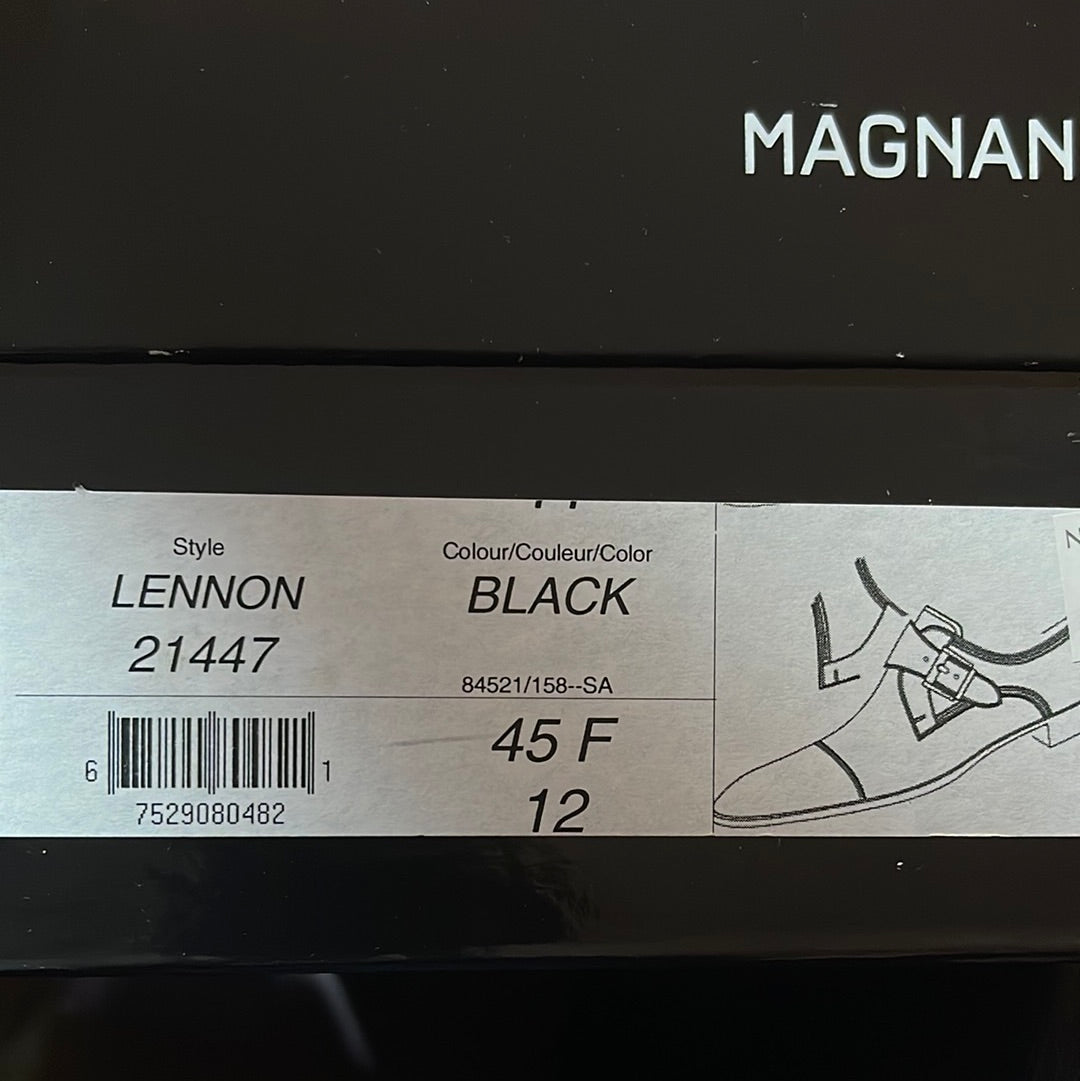 MAGNAN
Style
LENNON
21447
Colour/Couleur/Color
BLACK
84521/158--SA
45 F
12
6 7529080482 1